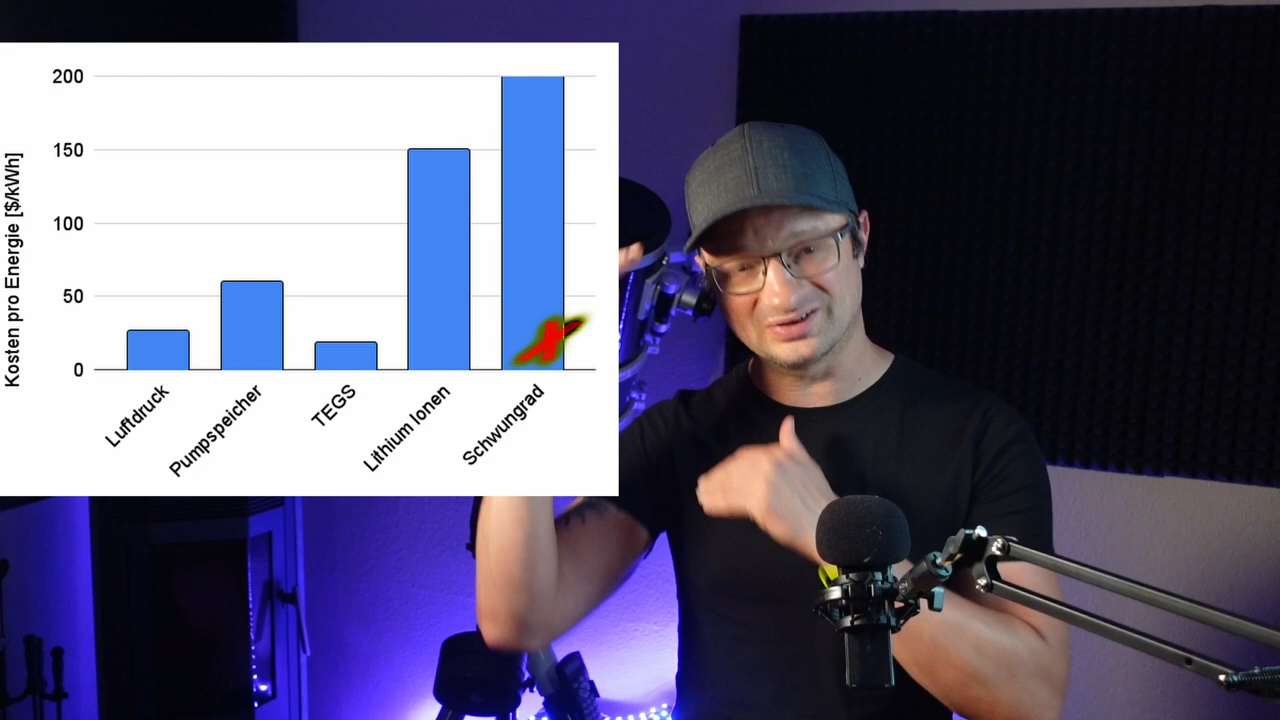 Kosten pro Energie [$/kWh]
200
150
100
50
0
Luftdruck
Pumpspeicher
TEGS
Lithium Ionen
Schwungrad